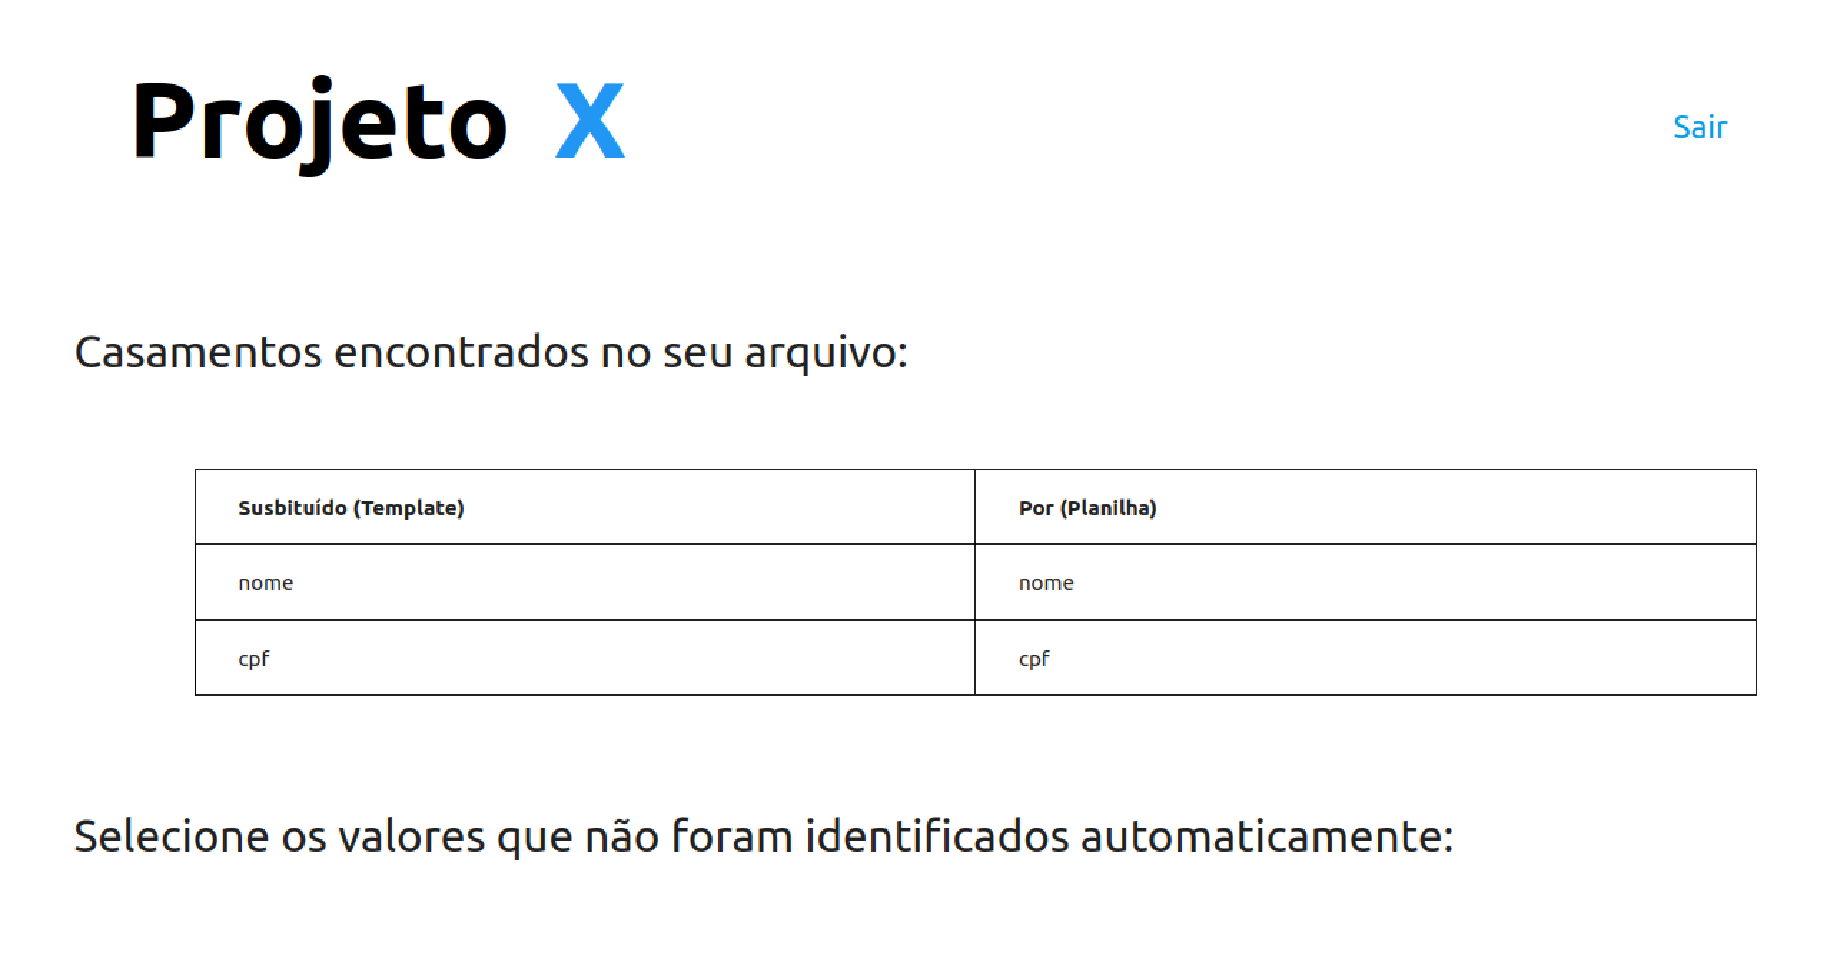 Projeto X
Sair
Casamentos encontrados no seu arquivo:
Susbituído (Template) Por (Planilha)
nome nome
cpf cpf
Selecione os valores que não foram identificados automaticamente: